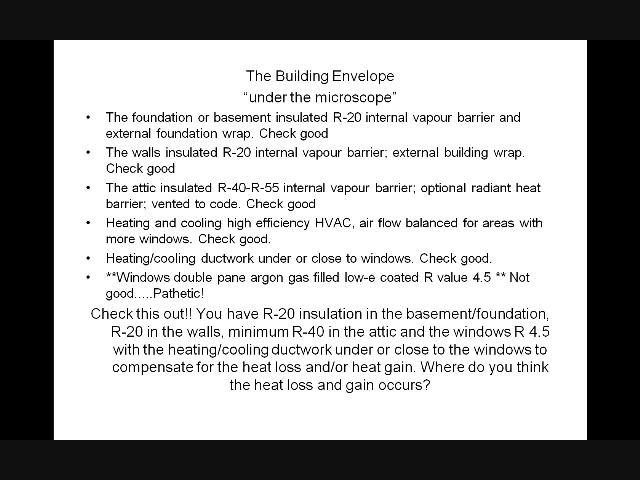 The Building Envelope
“under the microscope”
• The foundation or basement insulated R-20 internal vapour barrier and
external foundation wrap. Check good
• The walls insulated R-20 internal vapour barrier; external building wrap.
Check good
• The attic insulated R-40-R-55 internal vapour barrier; optional radiant heat
barrier; vented to code. Check good
• Heating and cooling high efficiency HVAC, air flow balanced for areas with
more windows. Check good.
• Heating/cooling ductwork under or close to windows. Check good.
• **Windows double pane argon gas filled low-e coated R value 4.5 ** Not
good.....Pathetic!
Check this out!! You have R-20 insulation in the basement/foundation,
R-20 in the walls, minimum R-40 in the attic and the windows R 4.5
with the heating/cooling ductwork under or close to the windows to
compensate for the heat loss and/or heat gain. Where do you think
the heat loss and gain occurs?